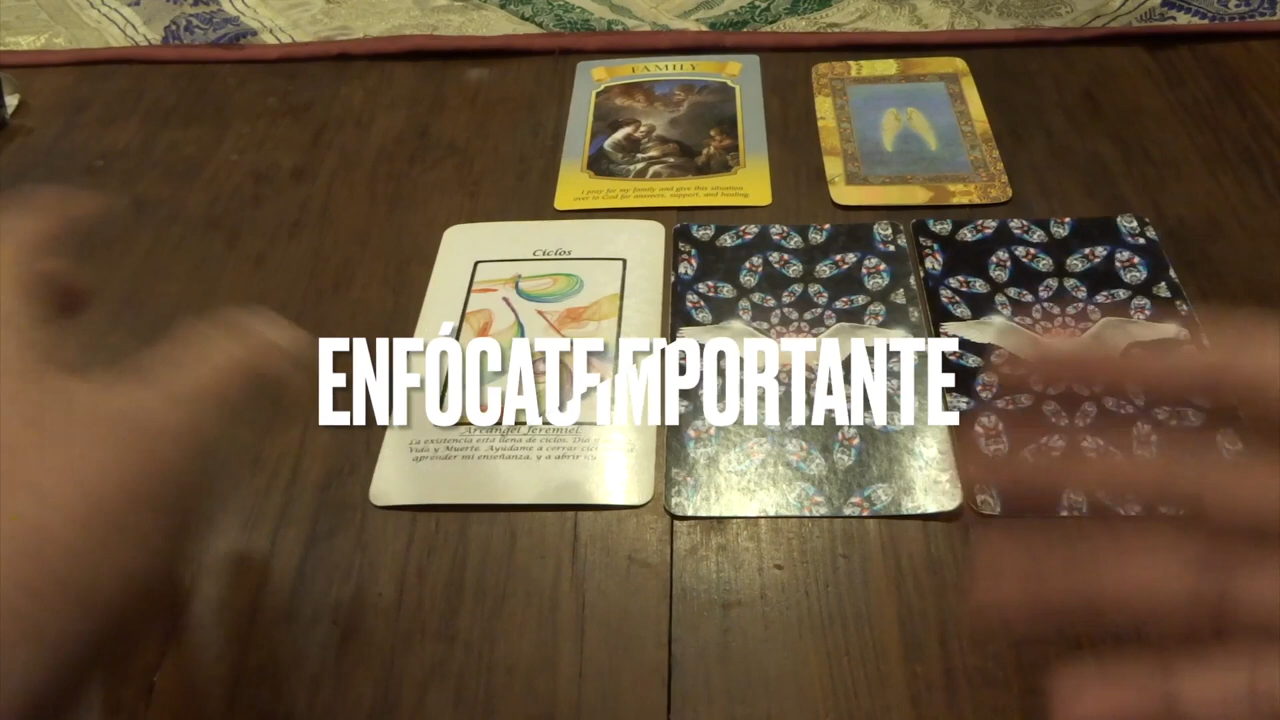 FAMILY
I pray for my family and give this situation
over to God for answers, support, and healing.
Ciclos
ENFÓCATE IMPORTANTE
Arcángel Jeremiel.
La existencia está llena de ciclos. Día
Vida y Muerte. Ayúdame a cerrar
aprender mi enseñanza, y a abrir